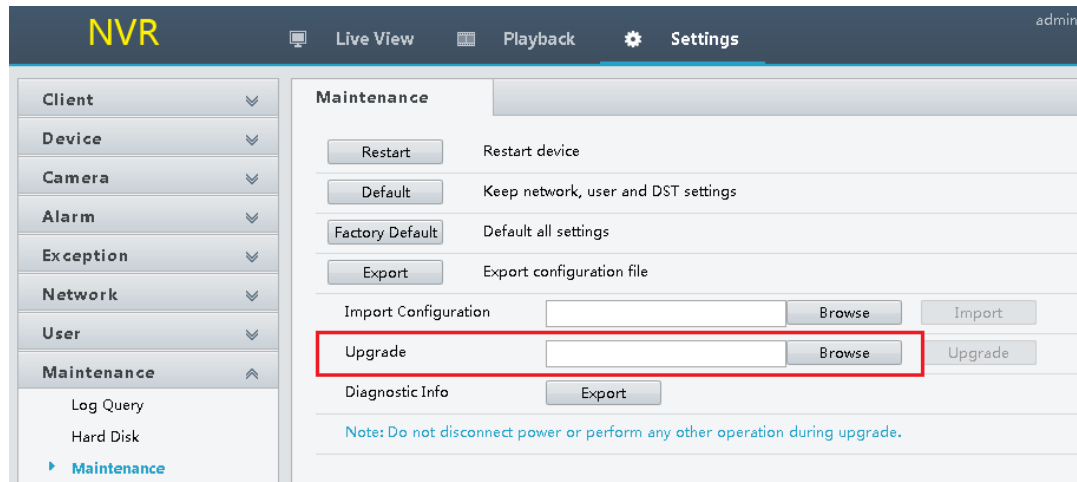 NVR
Live View
Playback
Settings
admin
Client
Device
Camera
Alarm
Exception
Network
User
Maintenance
Log Query
Hard Disk
Maintenance
Maintenance
Restart Restart device
Default Keep network, user and DST settings
Factory Default Default all settings
Export Export configuration file
Import Configuration Browse Import
Upgrade Browse Upgrade
Diagnostic Info Export
Note: Do not disconnect power or perform any other operation during upgrade.